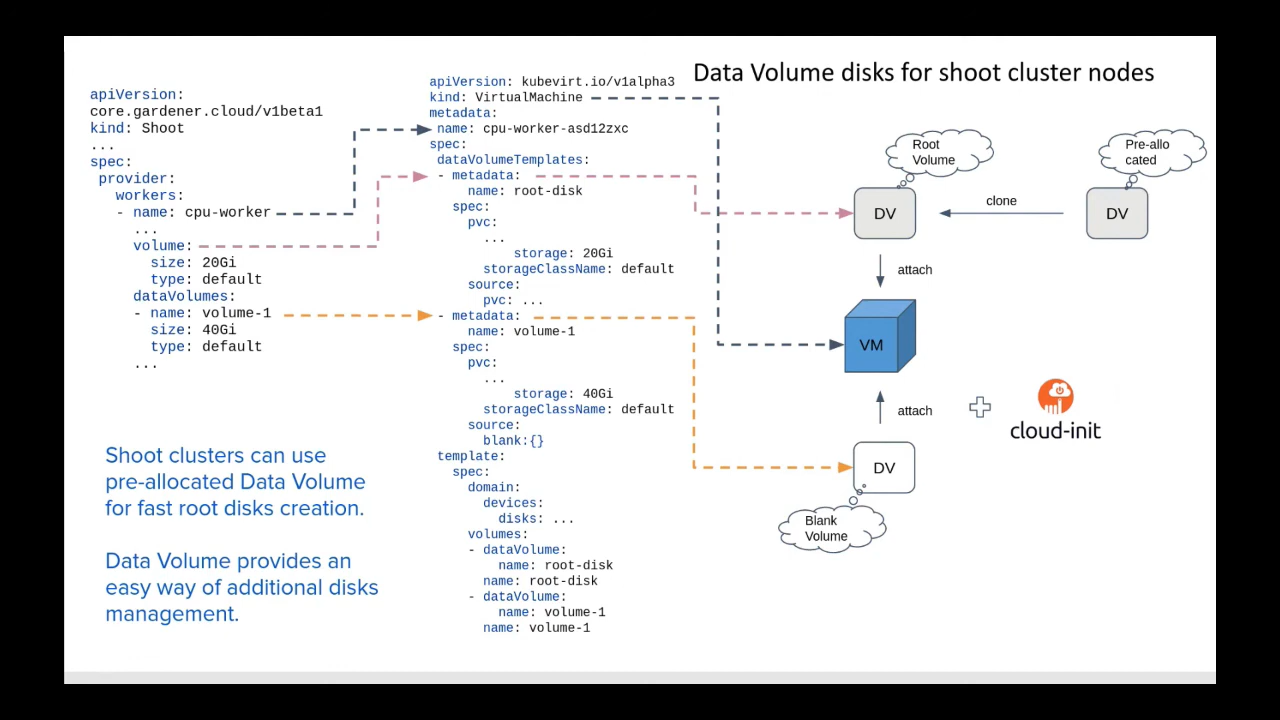 Data Volume disks for shoot cluster nodes
apiVersion:
core.gardener.cloud/v1beta1
kind: Shoot
...
spec:
provider:
workers:
- name: cpu-worker
...
volume:
size: 20Gi
type: default
dataVolumes:
- name: volume-1
size: 40Gi
type: default
...
Shoot clusters can use
pre-allocated Data Volume
for fast root disks creation.
Data Volume provides an
easy way of additional disks
management.
apiVersion: kubevirt.io/v1alpha3
kind: VirtualMachine
metadata:
name: cpu-worker-asd12zxc
spec:
dataVolumeTemplates:
- metadata:
name: root-disk
spec:
pvc:
...
storage: 20Gi
storageClassName: default
source:
pvc: ...
- metadata:
name: volume-1
spec:
pvc:
...
storage: 40Gi
storageClassName: default
source:
blank:{}
template:
spec:
domain:
devices:
disks: ...
volumes:
- dataVolume:
name: root-disk
name: root-disk
- dataVolume:
name: volume-1
name: volume-1
Root
Volume
Pre-allo
cated
DV
clone
DV
attach
VM
attach
cloud-init
DV
Blank
Volume